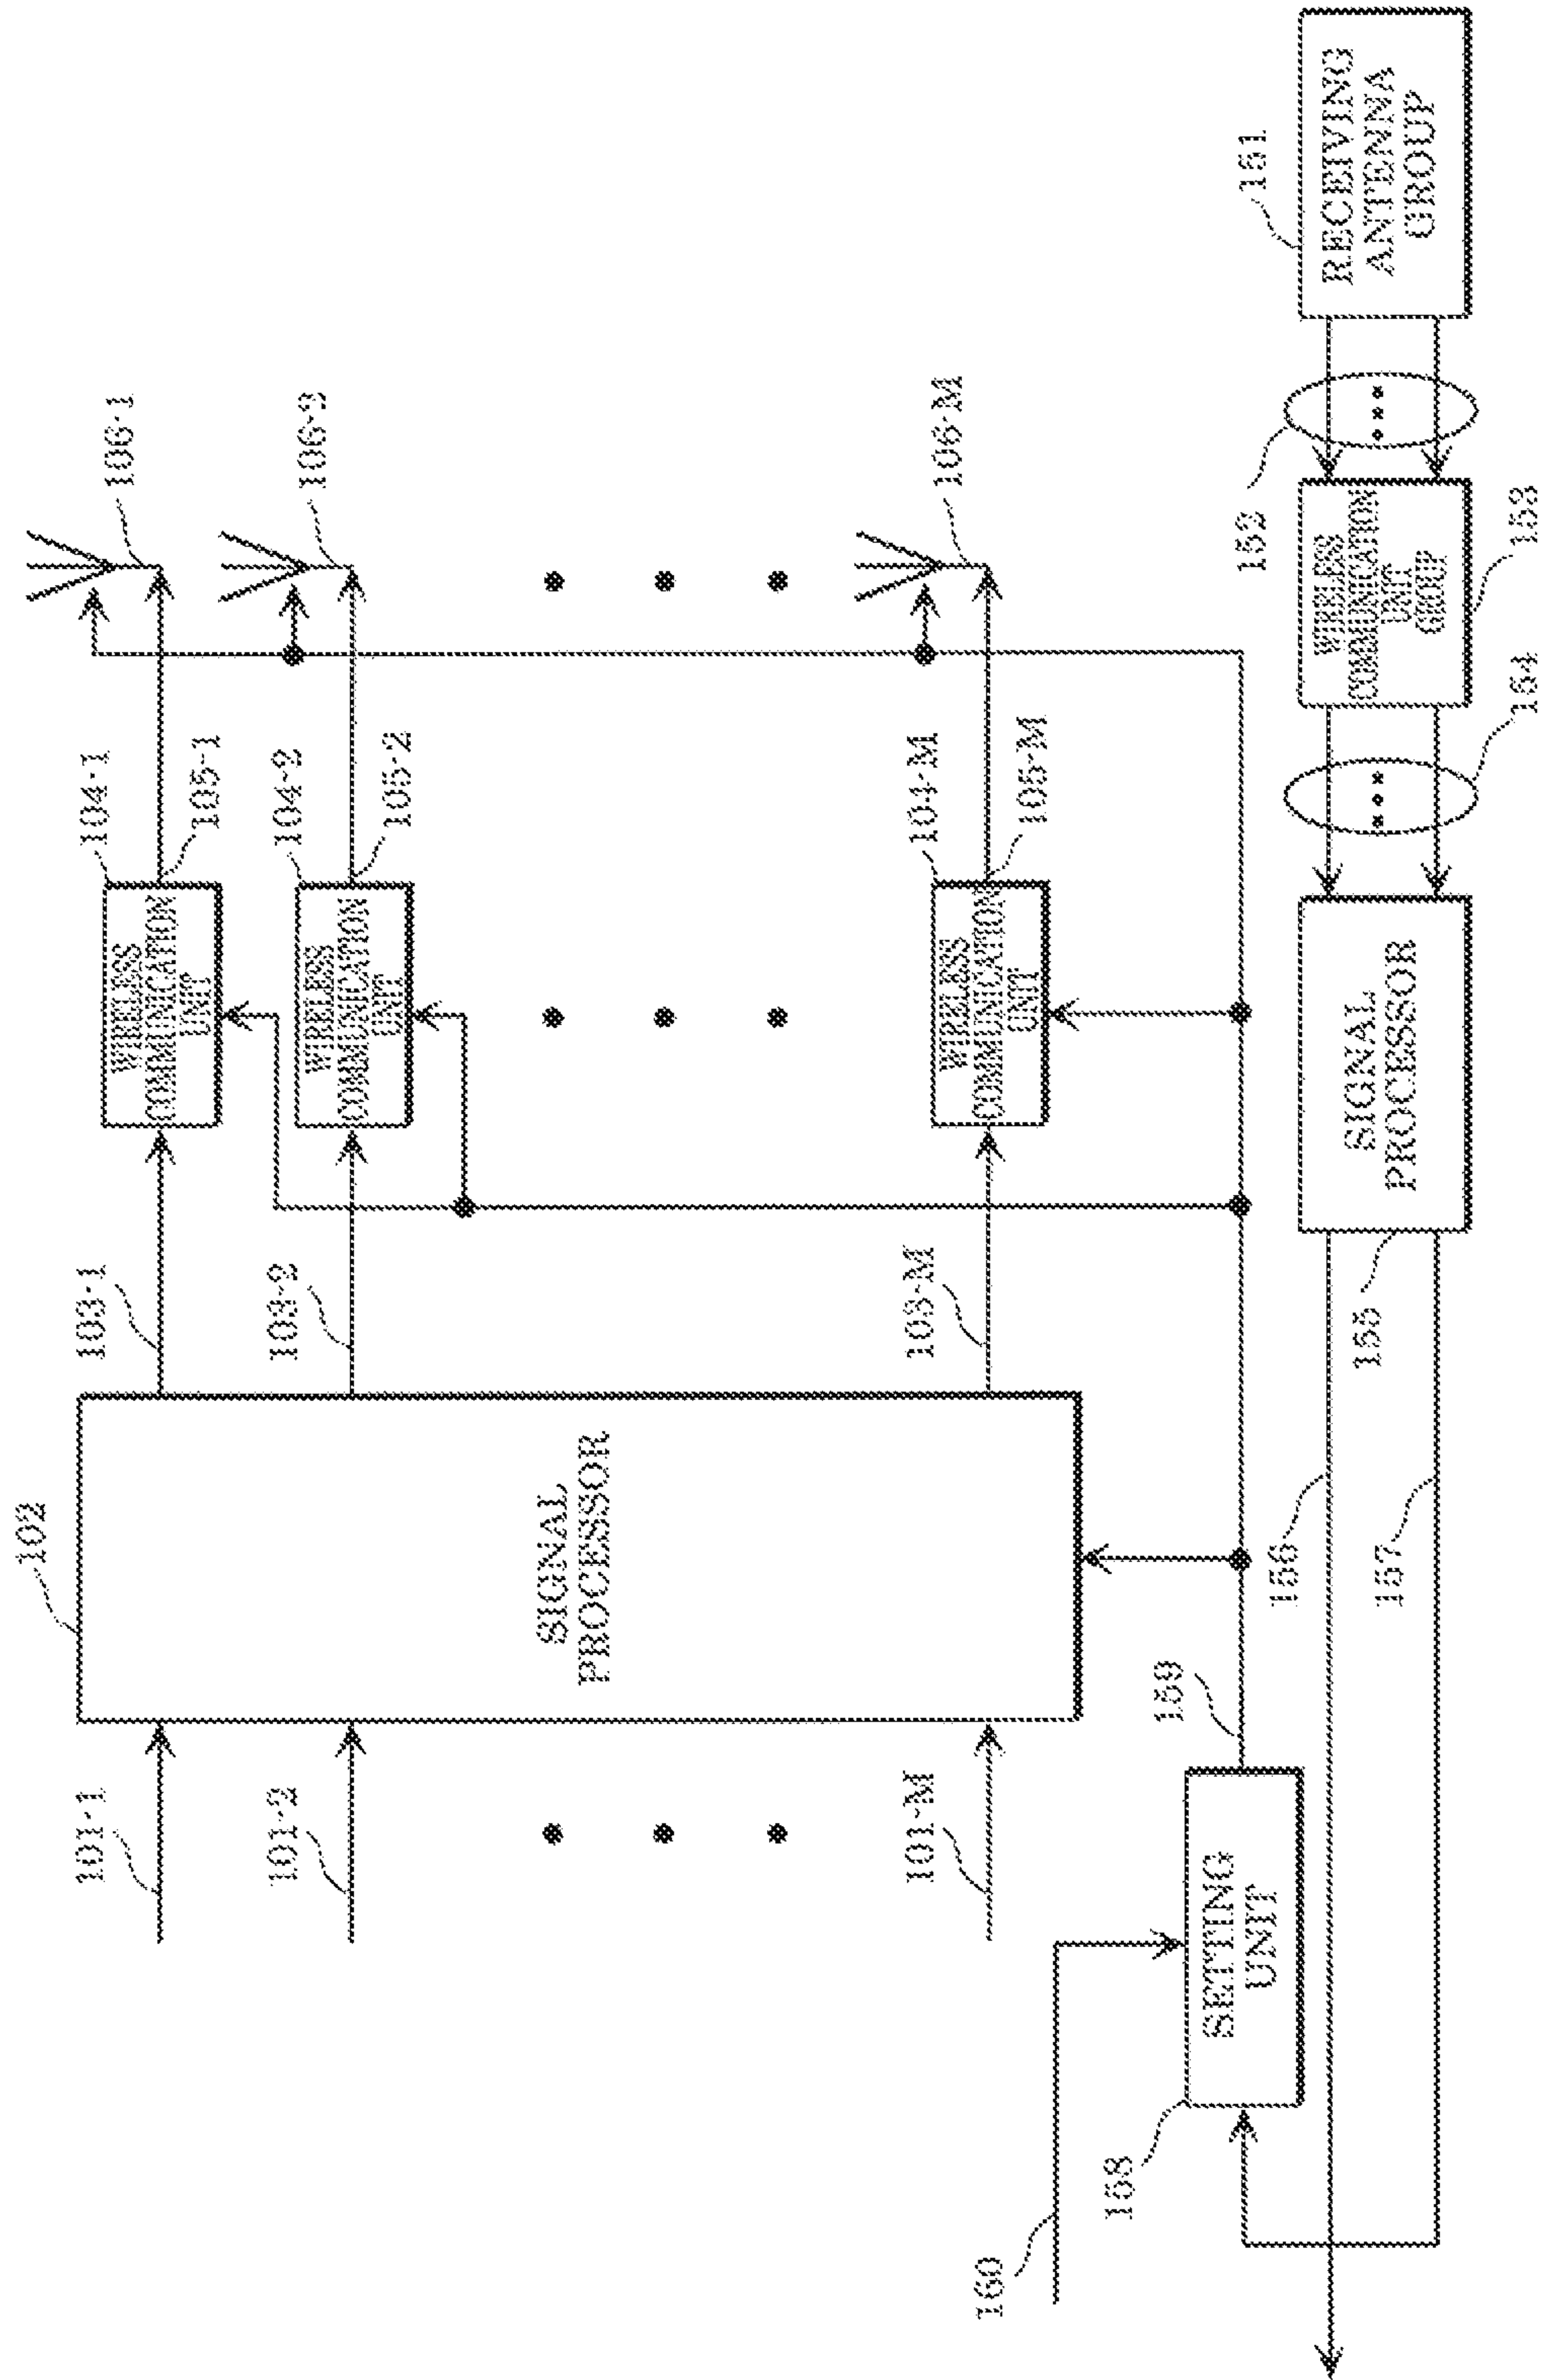 102
101-1
101-2
101-M
SIGNAL
PROCESSOR
103-1
103-2
103-M
104-1
WIRELESS
COMMUNICATION
UNIT
105-1
104-2
WIRELESS
COMMUNICATION
UNIT
105-2
104-M
WIRELESS
COMMUNICATION
UNIT
105-M
106-1
106-2
106-M
160
158
SETTING
UNIT
159
156
157
155
SIGNAL
PROCESSOR
154
WIRELESS
COMMUNICATION
UNIT
GROUP
153
152
151
RECEIVING
ANTENNA
GROUP